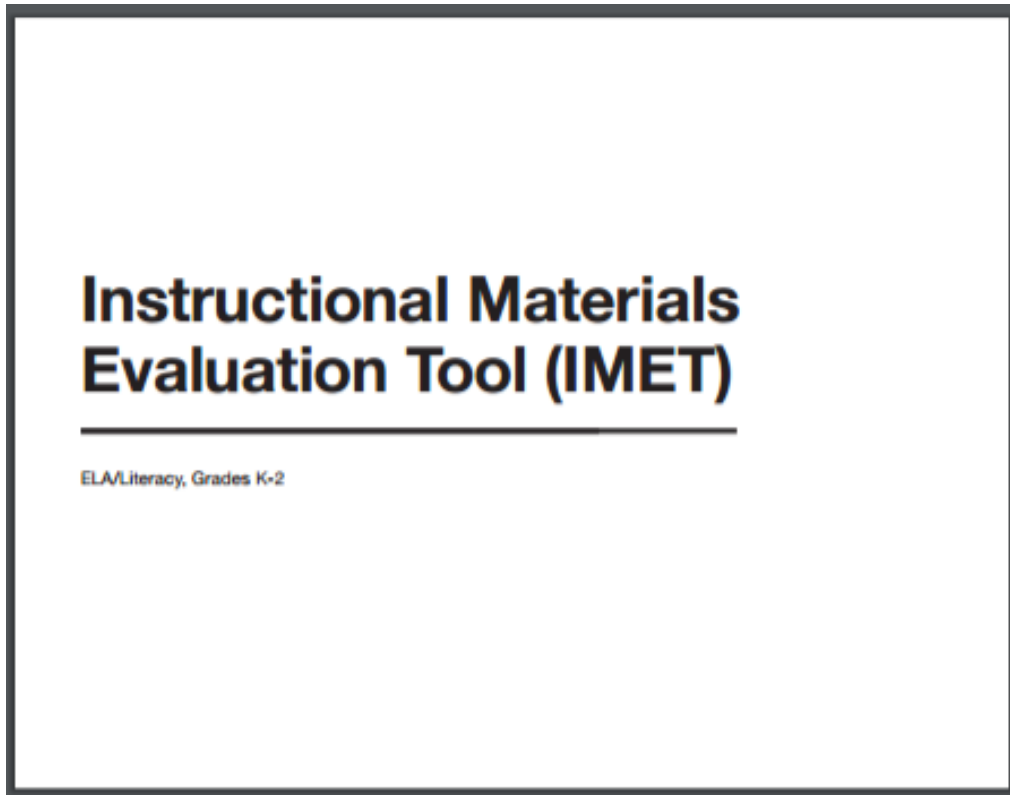 Instructional Materials
Evaluation Tool (IMET)
ELA/Literacy, Grades K-2